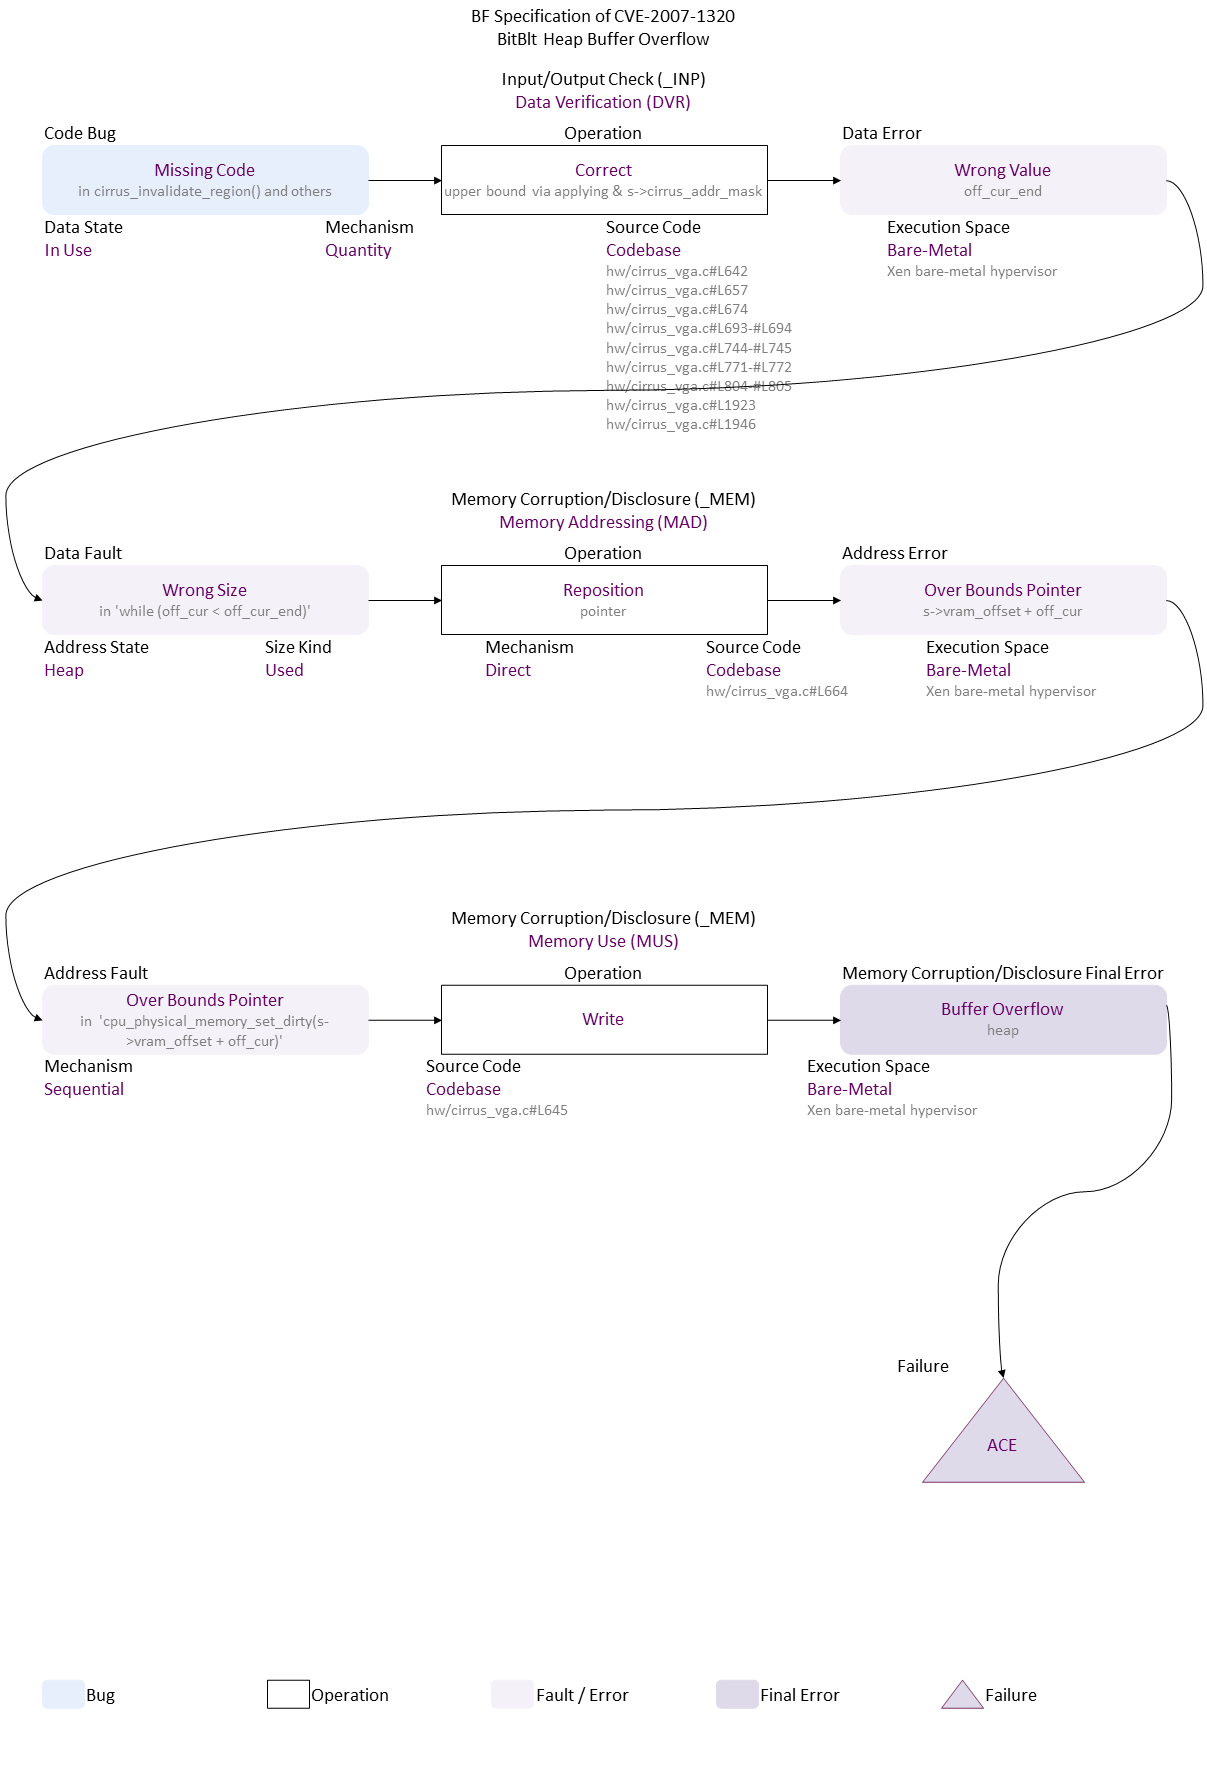 BF Specification of CVE-2007-1320
BitBlt Heap Buffer Overflow
Input/Output Check (_INP)
Data Verification (DVR)
Code Bug
Operation
Data Error
Missing Code
in cirrus_invalidate_region() and others
Correct
upper bound via applying & s->cirrus_addr_mask
Wrong Value
off_cur_end
Data State
In Use
Mechanism
Quantity
Source Code
Codebase
hw/cirrus_vga.c#L642
hw/cirrus_vga.c#L657
hw/cirrus_vga.c#L674
hw/cirrus_vga.c#L693-#L694
hw/cirrus_vga.c#L744-#L745
hw/cirrus_vga.c#L771-#L772
hw/cirrus_vga.c#L804-#L805
hw/cirrus_vga.c#L1923
hw/cirrus_vga.c#L1946
Execution Space
Bare-Metal
Xen bare-metal hypervisor
Memory Corruption/Disclosure (_MEM)
Memory Addressing (MAD)
Data Fault
Operation
Address Error
Wrong Size
in 'while (off_cur < off_cur_end)'
Reposition
pointer
Over Bounds Pointer
s->vram_offset + off_cur
Address State
Heap
Size Kind
Used
Mechanism
Direct
Source Code
Codebase
hw/cirrus_vga.c#L664
Execution Space
Bare-Metal
Xen bare-metal hypervisor
Memory Corruption/Disclosure (_MEM)
Memory Use (MUS)
Address Fault
Operation
Memory Corruption/Disclosure Final Error
Over Bounds Pointer
in 'cpu_physical_memory_set_dirty(s-
>vram_offset + off_cur)'
Write
Buffer Overflow
heap
Mechanism
Sequential
Source Code
Codebase
hw/cirrus_vga.c#L645
Execution Space
Bare-Metal
Xen bare-metal hypervisor
Failure
ACE
Bug
Operation
Fault / Error
Final Error
Failure